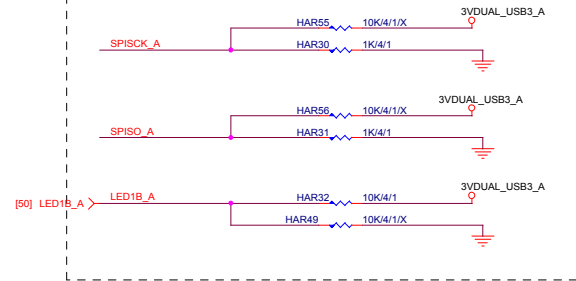 3VDUAL_USB3_A
HAR55 10K/4/1/X
SPISCK_A HAR30 1K/4/1
3VDUAL_USB3_A
HAR56 10K/4/1/X
SPISO_A HAR31 1K/4/1
3VDUAL_USB3_A
[50] LED1B_A LED1B_A HAR32 10K/4/1
HAR49 10K/4/1/X